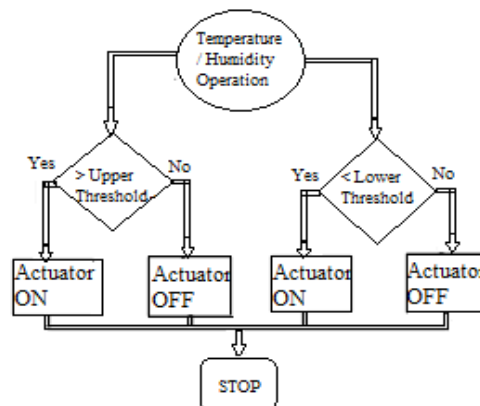 Temperature
/ Humidity
Operation
Yes
> Upper
Threshold
No
Yes
< Lower
Threshold
No
Actuator
ON
Actuator
OFF
Actuator
ON
Actuator
OFF
STOP